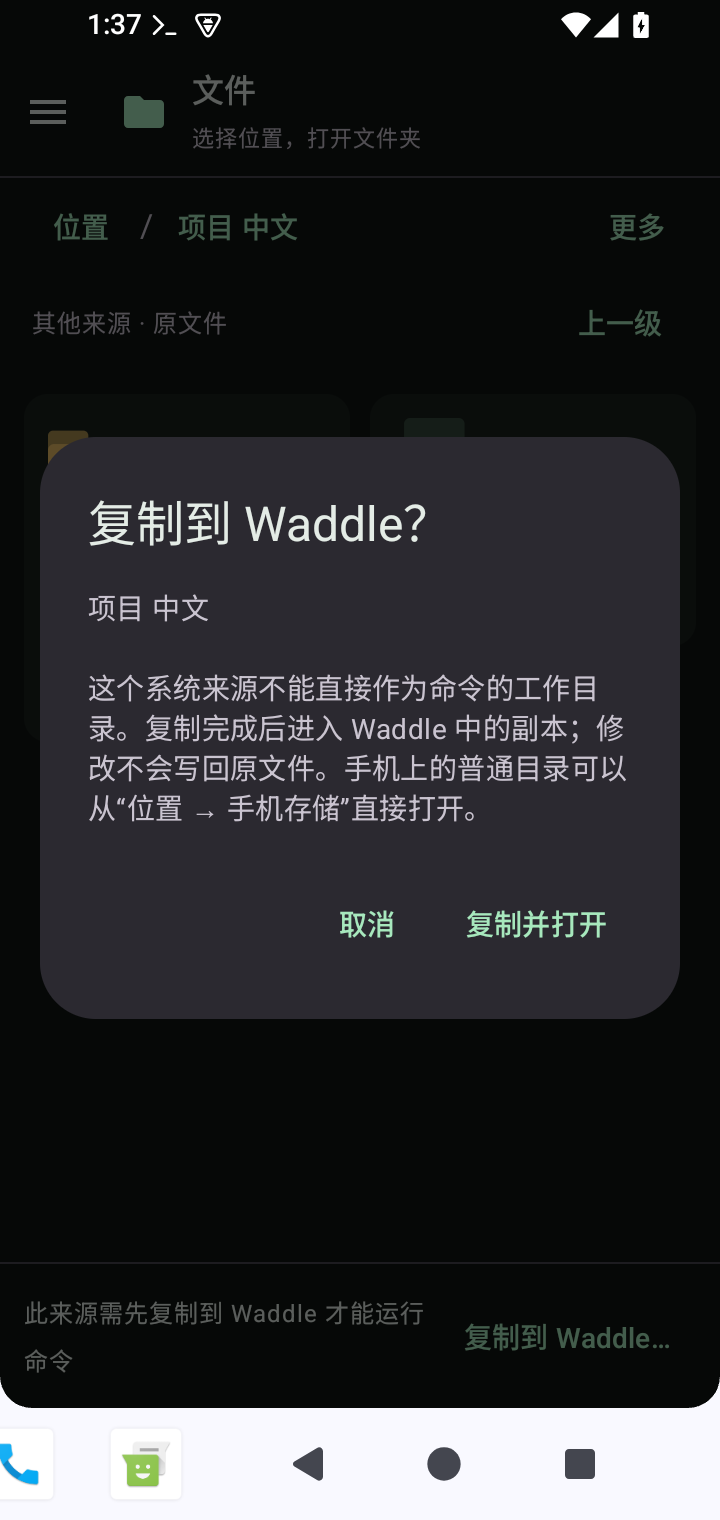 1:37
文件
选择位置，打开文件夹
位置 / 项目 中文 更多
其他来源 · 原文件 上一级
复制到 Waddle？
项目 中文
这个系统来源不能直接作为命令的工作目
录。复制完成后进入 Waddle 中的副本；修
改不会写回原文件。手机上的普通目录可以
从“位置 → 手机存储”直接打开。
取消 复制并打开
此来源需先复制到 Waddle 才能运行
命令
复制到 Waddle…